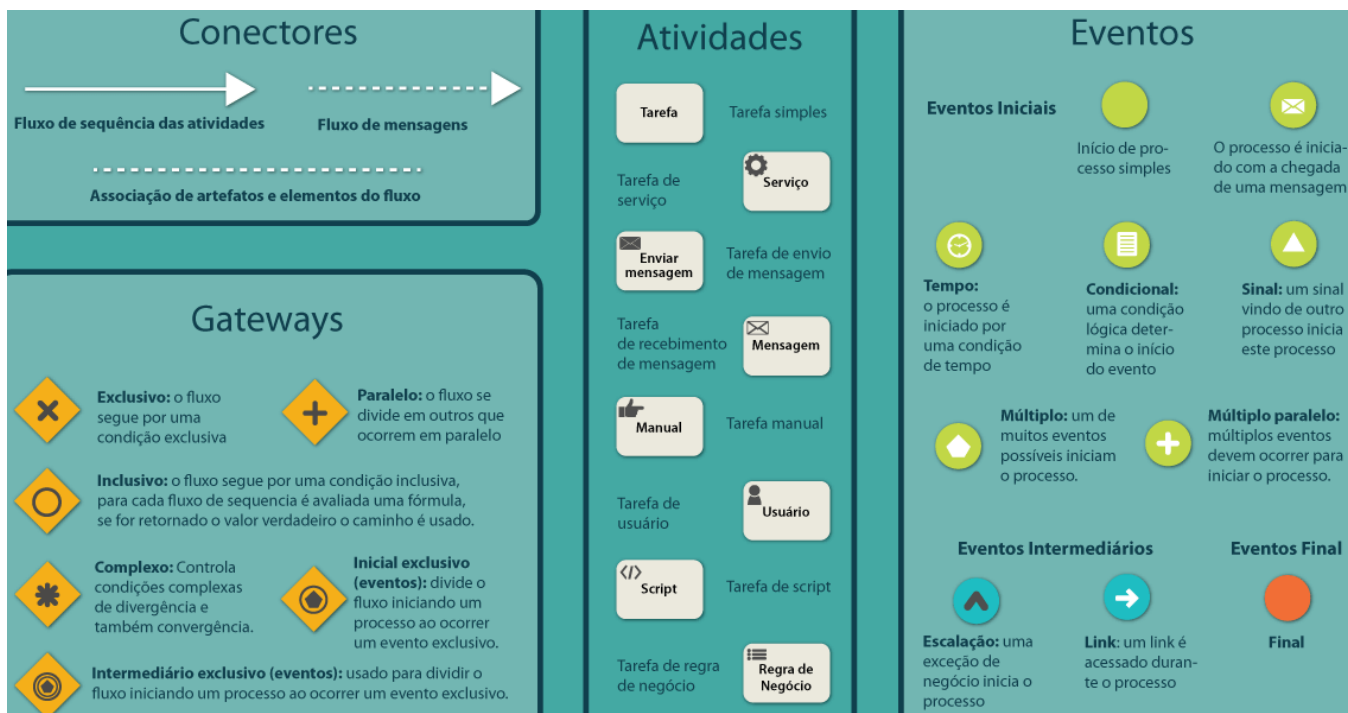 Conectores
Fluxo de sequência das atividades
Fluxo de mensagens
Associação de artefatos e elementos do fluxo
Gateways
Exclusivo: o fluxo
segue por uma
condição exclusiva
Paralelo: o fluxo se
divide em outros que
ocorrem em paralelo
Inclusivo: o fluxo segue por uma condição inclusiva,
para cada fluxo de sequencia é avaliada uma fórmula,
se for retornado o valor verdadeiro o caminho é usado.
Complexo: Controla
condições complexas
de divergência e
também convergência.
Inicial exclusivo
(eventos): divide o
fluxo iniciando um
processo ao ocorrer
um evento exclusivo.
Intermediário exclusivo (eventos): usado para dividir o
fluxo iniciando um processo ao ocorrer um evento exclusivo.
Atividades
Tarefa
Tarefa simples
Tarefa de
serviço
Serviço
Enviar
mensagem
Tarefa de envio
de mensagem
Tarefa
de recebimento
de mensagem
Mensagem
Manual
Tarefa manual
Tarefa de
usuário
Usuário
Script
Tarefa de script
Tarefa de regra
de negócio
Regra de
Negócio
Eventos
Eventos Iniciais
Início de pro-
cesso simples
O processo é inicia-
do com a chegada
de uma mensagem
Tempo:
o processo é
iniciado por
uma condição
de tempo
Condicional:
uma condição
lógica deter-
mina o início
do evento
Sinal: um sinal
vindo de outro
processo inicia
este processo
Múltiplo: um de
muitos eventos
possíveis iniciam
o processo.
Múltiplo paralelo:
múltiplos eventos
devem ocorrer para
iniciar o processo.
Eventos Intermediários
Escalação: uma
exceção de
negócio inicia o
processo
Link: um link é
acessado duran-
te o processo
Eventos Final
Final